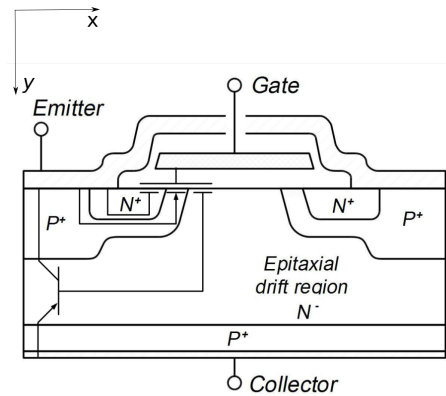 x
y
Gate
Emitter
N+
N+
P+
P+
Epitaxial
drift region
N-
P+
Collector